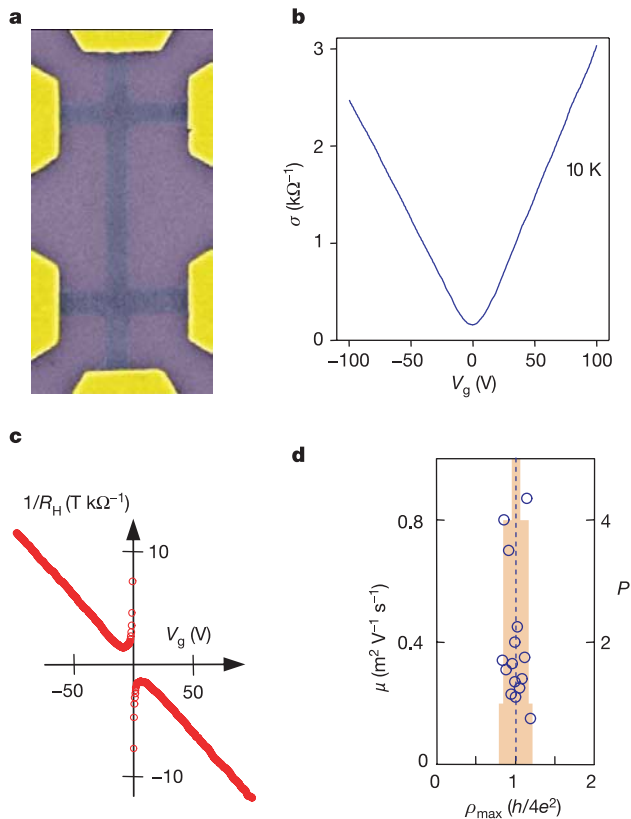 a
b
3
2
1
0
σ (kΩ⁻¹)
10 K
−100
−50
0
50
100
V_g (V)
c
1/R_H (T kΩ⁻¹)
10
V_g (V)
−50
50
−10
d
0.8
0.4
0
μ (m² V⁻¹ s⁻¹)
4
2
P
0
1
2
ρ_max (h/4e²)